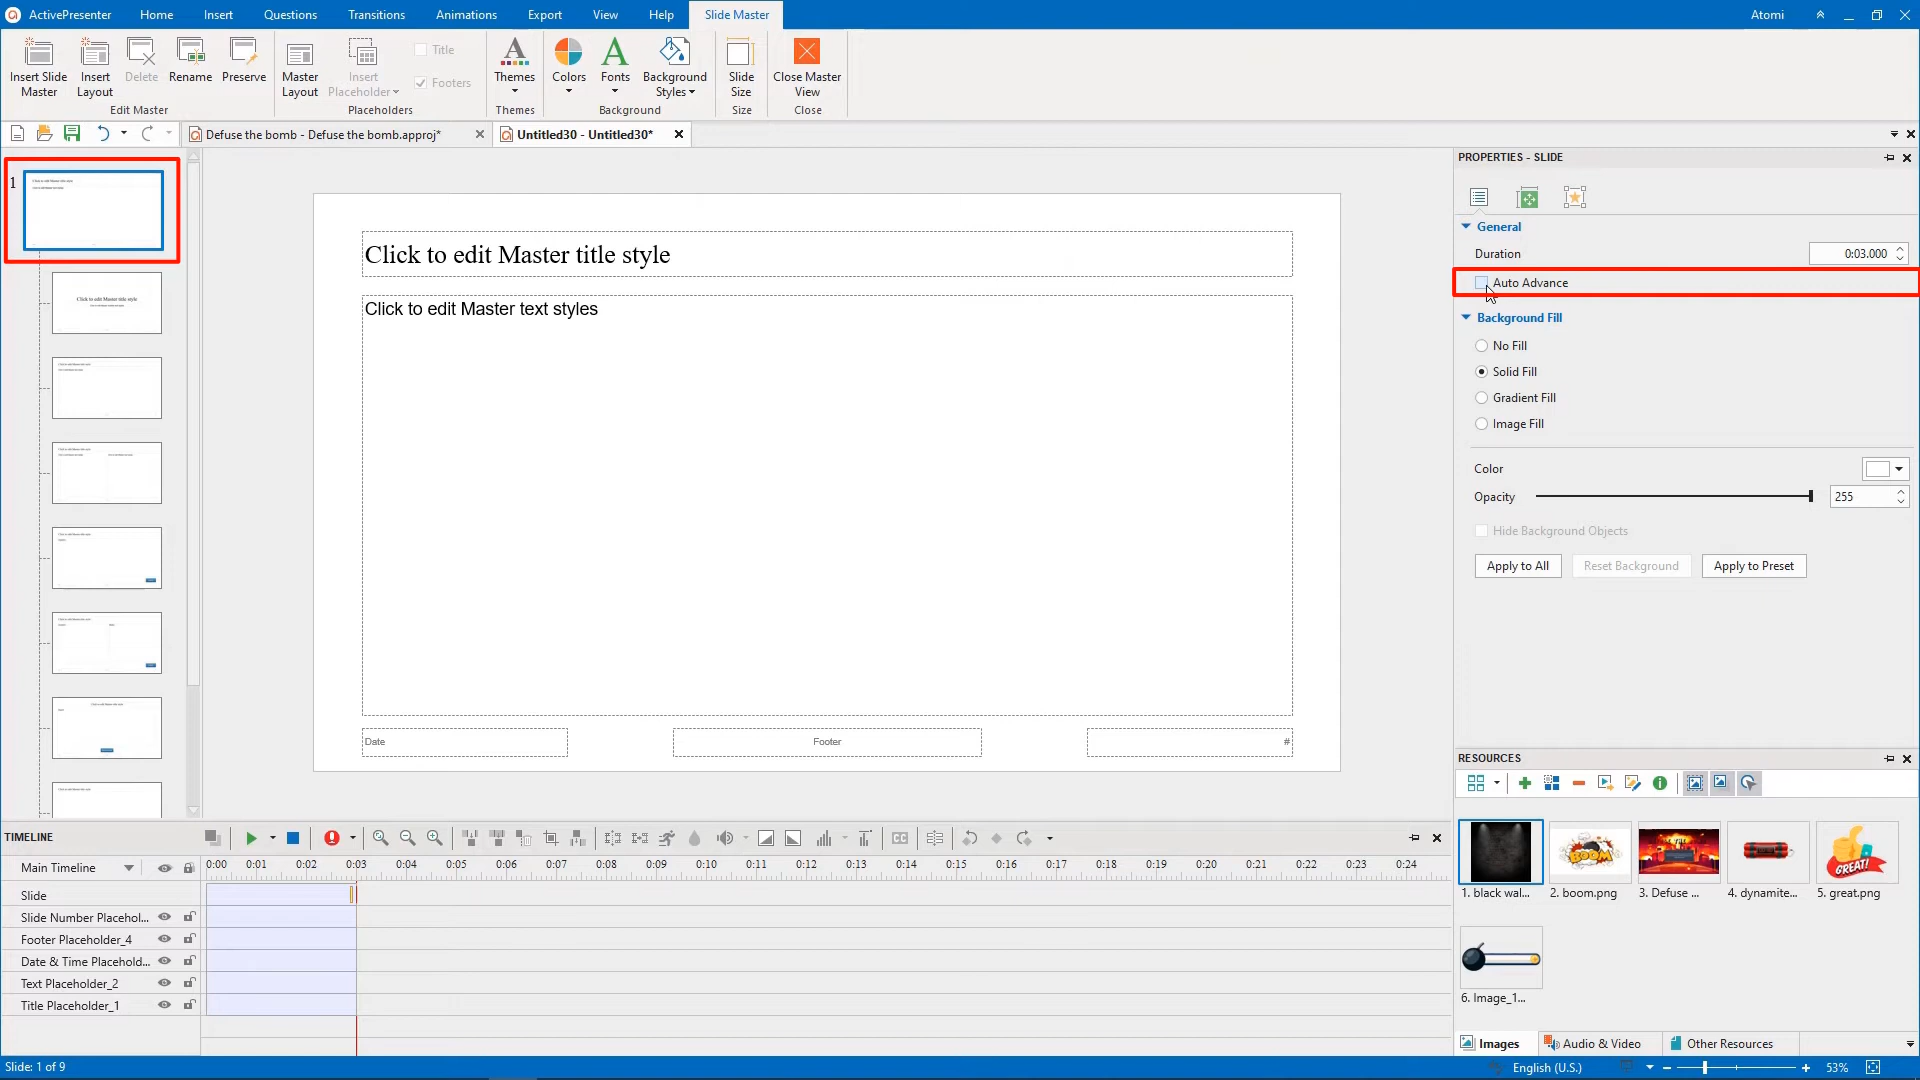 ActivePresenter Home Insert Questions Transitions Animations Export View Help Slide Master Atomi
Insert Slide Master
Insert Layout
Delete
Rename
Preserve
Master Layout
Insert Placeholder
Title
Footers
Themes
Colors
Fonts
Background Styles
Slide Size
Close Master View
Edit Master Placeholders Themes Background Size Close
Defuse the bomb - Defuse the bomb.approj*
Untitled30 - Untitled30*
1
Click to edit Master title style
Click to edit Master text styles
Date
Footer
#
Click to edit Master title style
PROPERTIES - SLIDE
General
Duration 0:03.000
Auto Advance
Background Fill
No Fill
Solid Fill
Gradient Fill
Image Fill
Color
Opacity 255
Hide Background Objects
Apply to All Reset Background Apply to Preset
RESOURCES
BOOM
GREAT!
1. black wal... 2. boom.png 3. Defuse ... 4. dynamite... 5. great.png
6. Image_1...
Images Audio & Video Other Resources
TIMELINE
CC
Main Timeline 0:00 0:01 0:02 0:03 0:04 0:05 0:06 0:07 0:08 0:09 0:10 0:11 0:12 0:13 0:14 0:15 0:16 0:17 0:18 0:19 0:20 0:21 0:22 0:23 0:24
Slide
Slide Number Placehol...
Footer Placeholder_4
Date & Time Placehold...
Text Placeholder_2
Title Placeholder_1
Slide: 1 of 9 English (U.S.) 53%